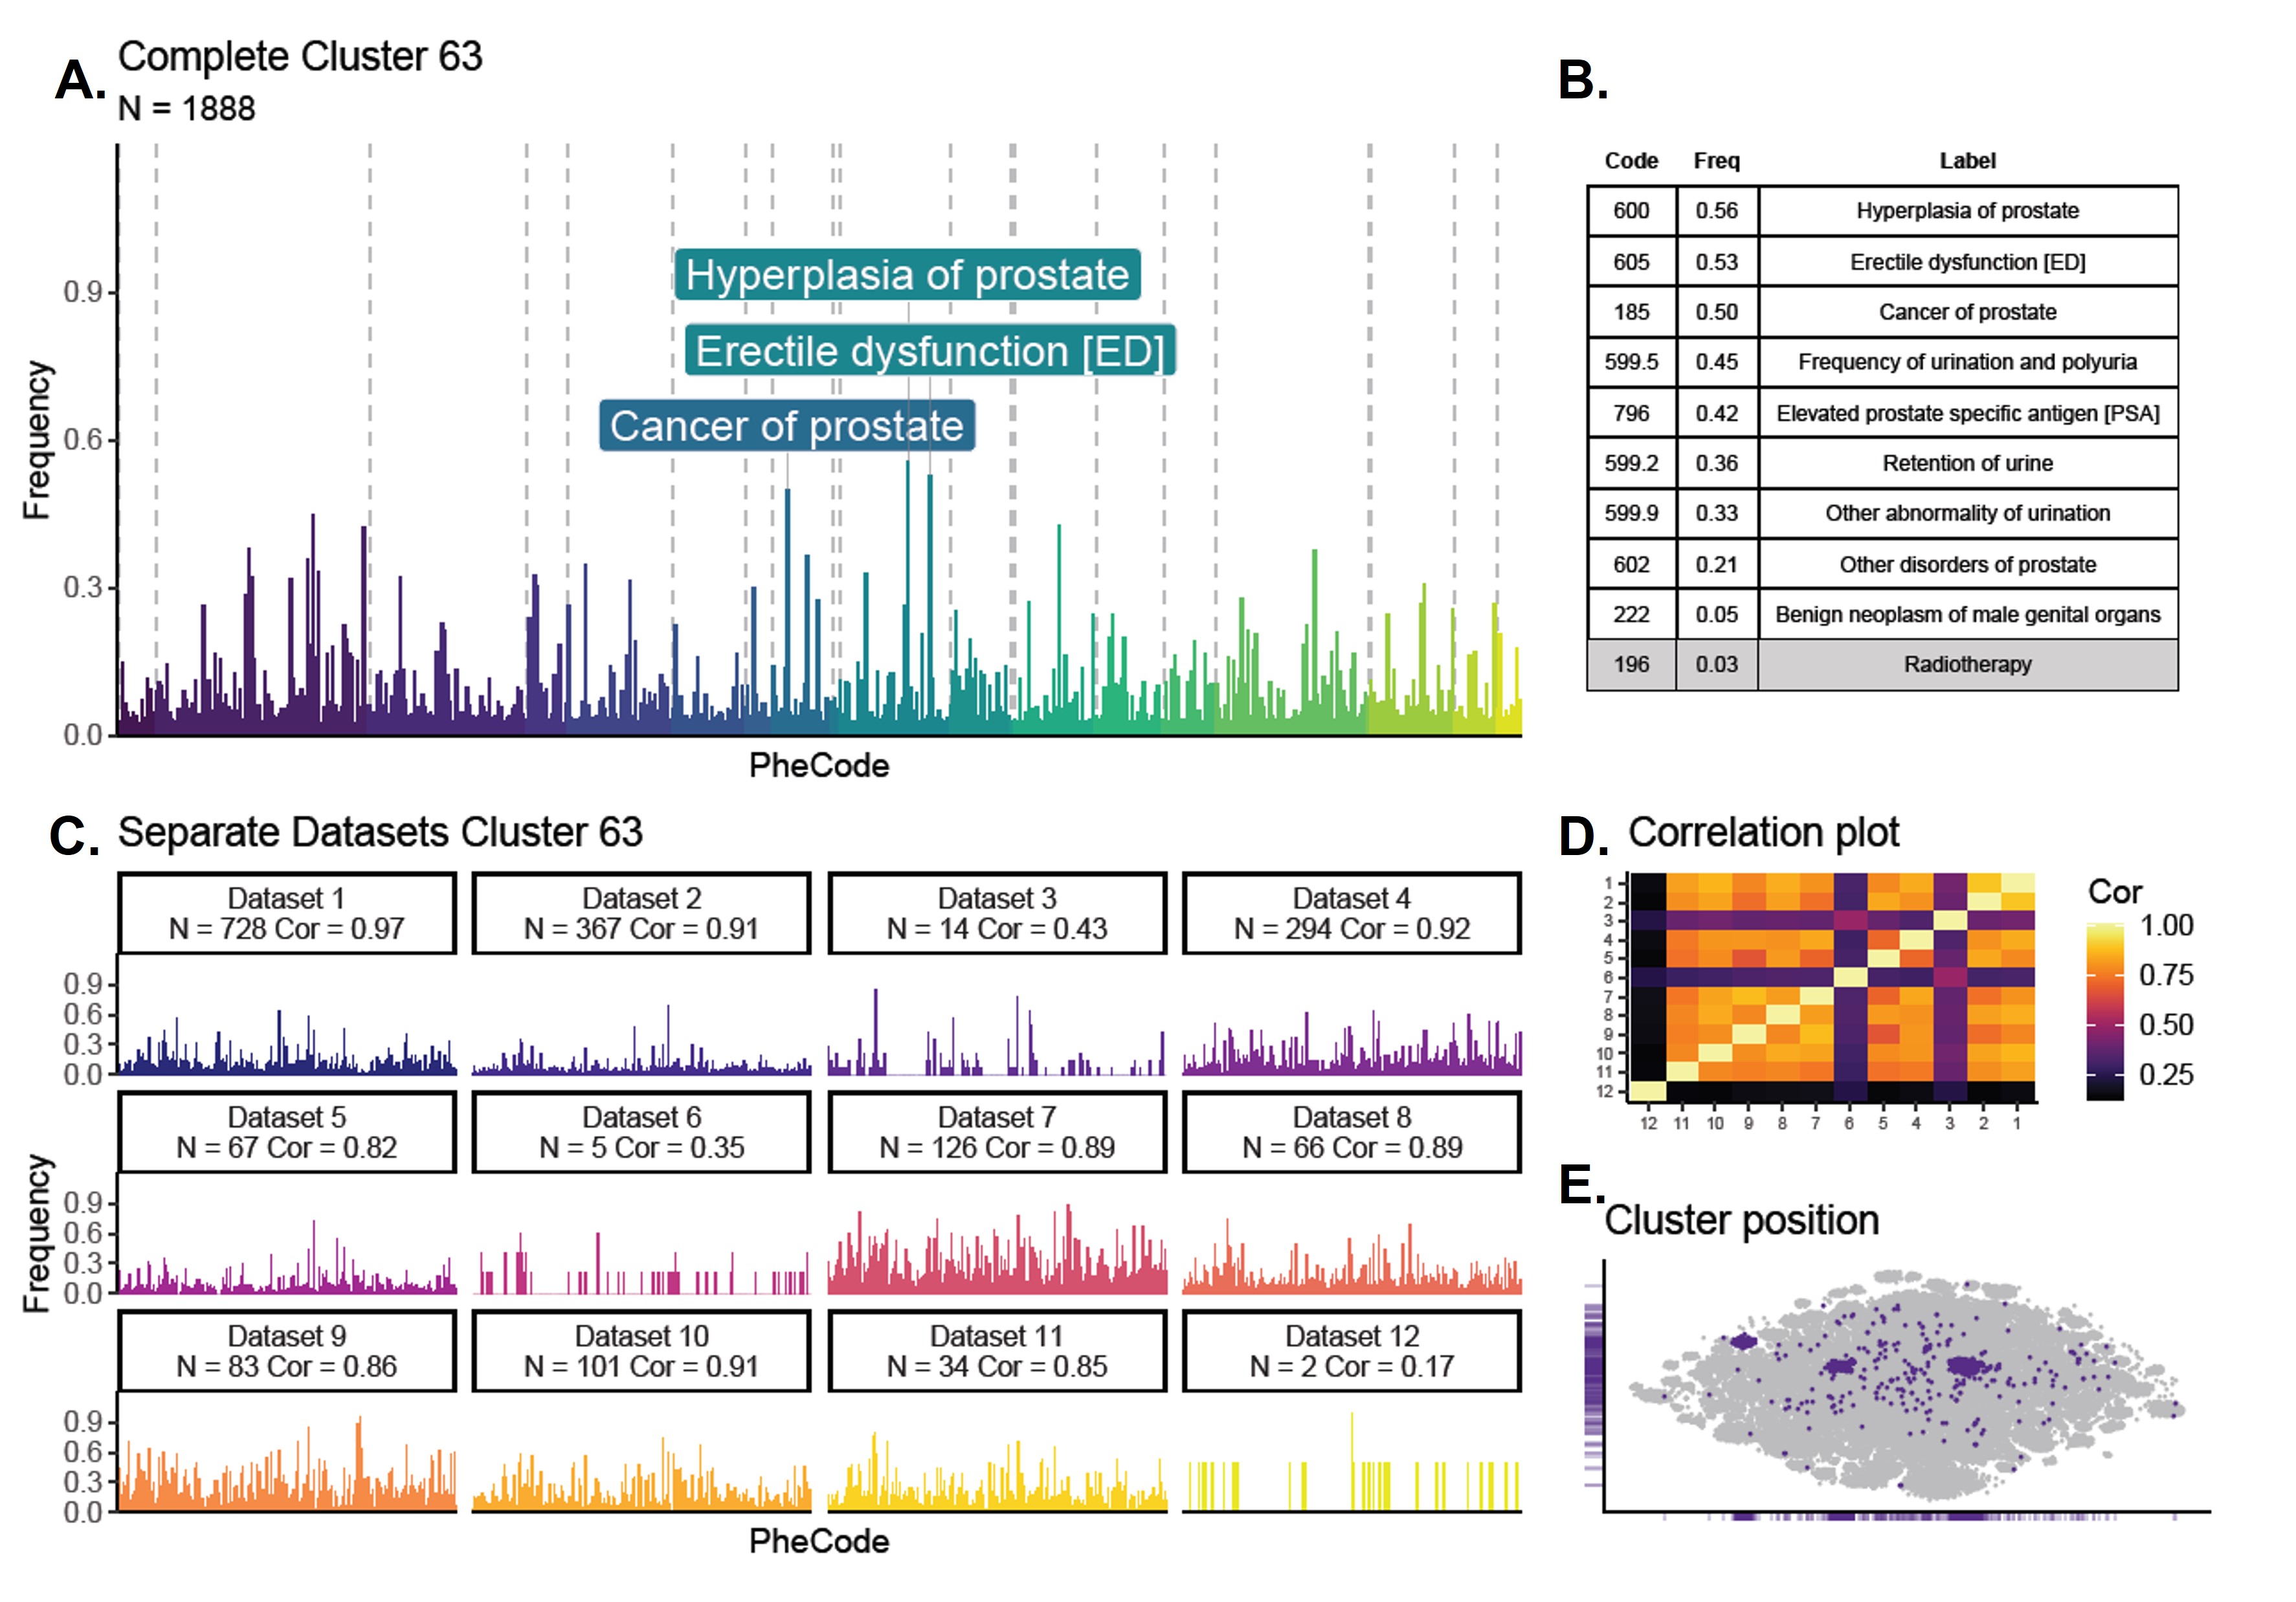 A.
Complete Cluster 63
N = 1888
Frequency
0.9
0.6
0.3
0.0
Hyperplasia of prostate
Erectile dysfunction [ED]
Cancer of prostate
PheCode
B.
Code Freq Label
600 0.56 Hyperplasia of prostate
605 0.53 Erectile dysfunction [ED]
185 0.50 Cancer of prostate
599.5 0.45 Frequency of urination and polyuria
796 0.42 Elevated prostate specific antigen [PSA]
599.2 0.36 Retention of urine
599.9 0.33 Other abnormality of urination
602 0.21 Other disorders of prostate
222 0.05 Benign neoplasm of male genital organs
196 0.03 Radiotherapy
C. Separate Datasets Cluster 63
Dataset 1
N = 728 Cor = 0.97
Dataset 2
N = 367 Cor = 0.91
Dataset 3
N = 14 Cor = 0.43
Dataset 4
N = 294 Cor = 0.92
0.9
0.6
0.3
0.0
Dataset 5
N = 67 Cor = 0.82
Dataset 6
N = 5 Cor = 0.35
Dataset 7
N = 126 Cor = 0.89
Dataset 8
N = 66 Cor = 0.89
Frequency
0.9
0.6
0.3
0.0
Dataset 9
N = 83 Cor = 0.86
Dataset 10
N = 101 Cor = 0.91
Dataset 11
N = 34 Cor = 0.85
Dataset 12
N = 2 Cor = 0.17
0.9
0.6
0.3
0.0
PheCode
D. Correlation plot
1
2
3
4
5
6
7
8
9
10
11
12
12 11 10 9 8 7 6 5 4 3 2 1
Cor
1.00
0.75
0.50
0.25
E.
Cluster position